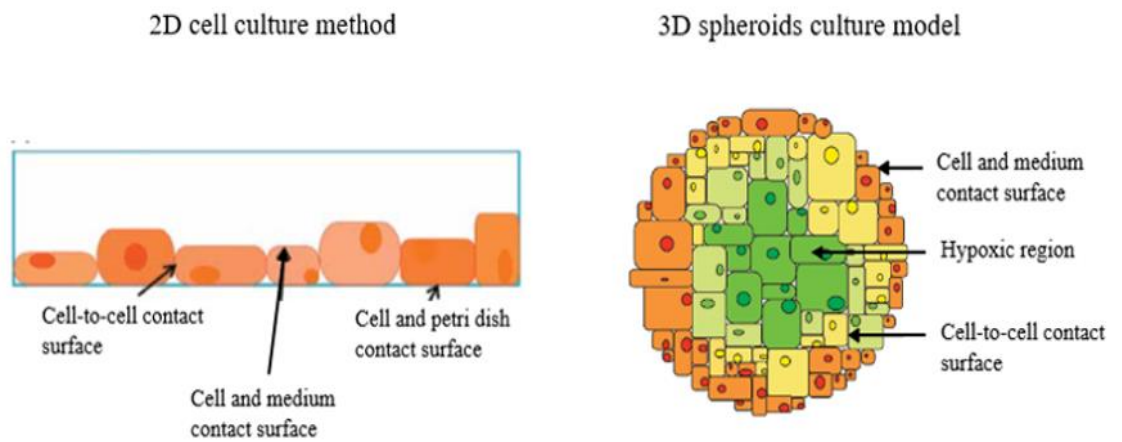 2D cell culture method
3D spheroids culture model
Cell-to-cell contact
surface
Cell and medium
contact surface
Cell and petri dish
contact surface
Cell and medium
contact surface
Hypoxic region
Cell-to-cell contact
surface